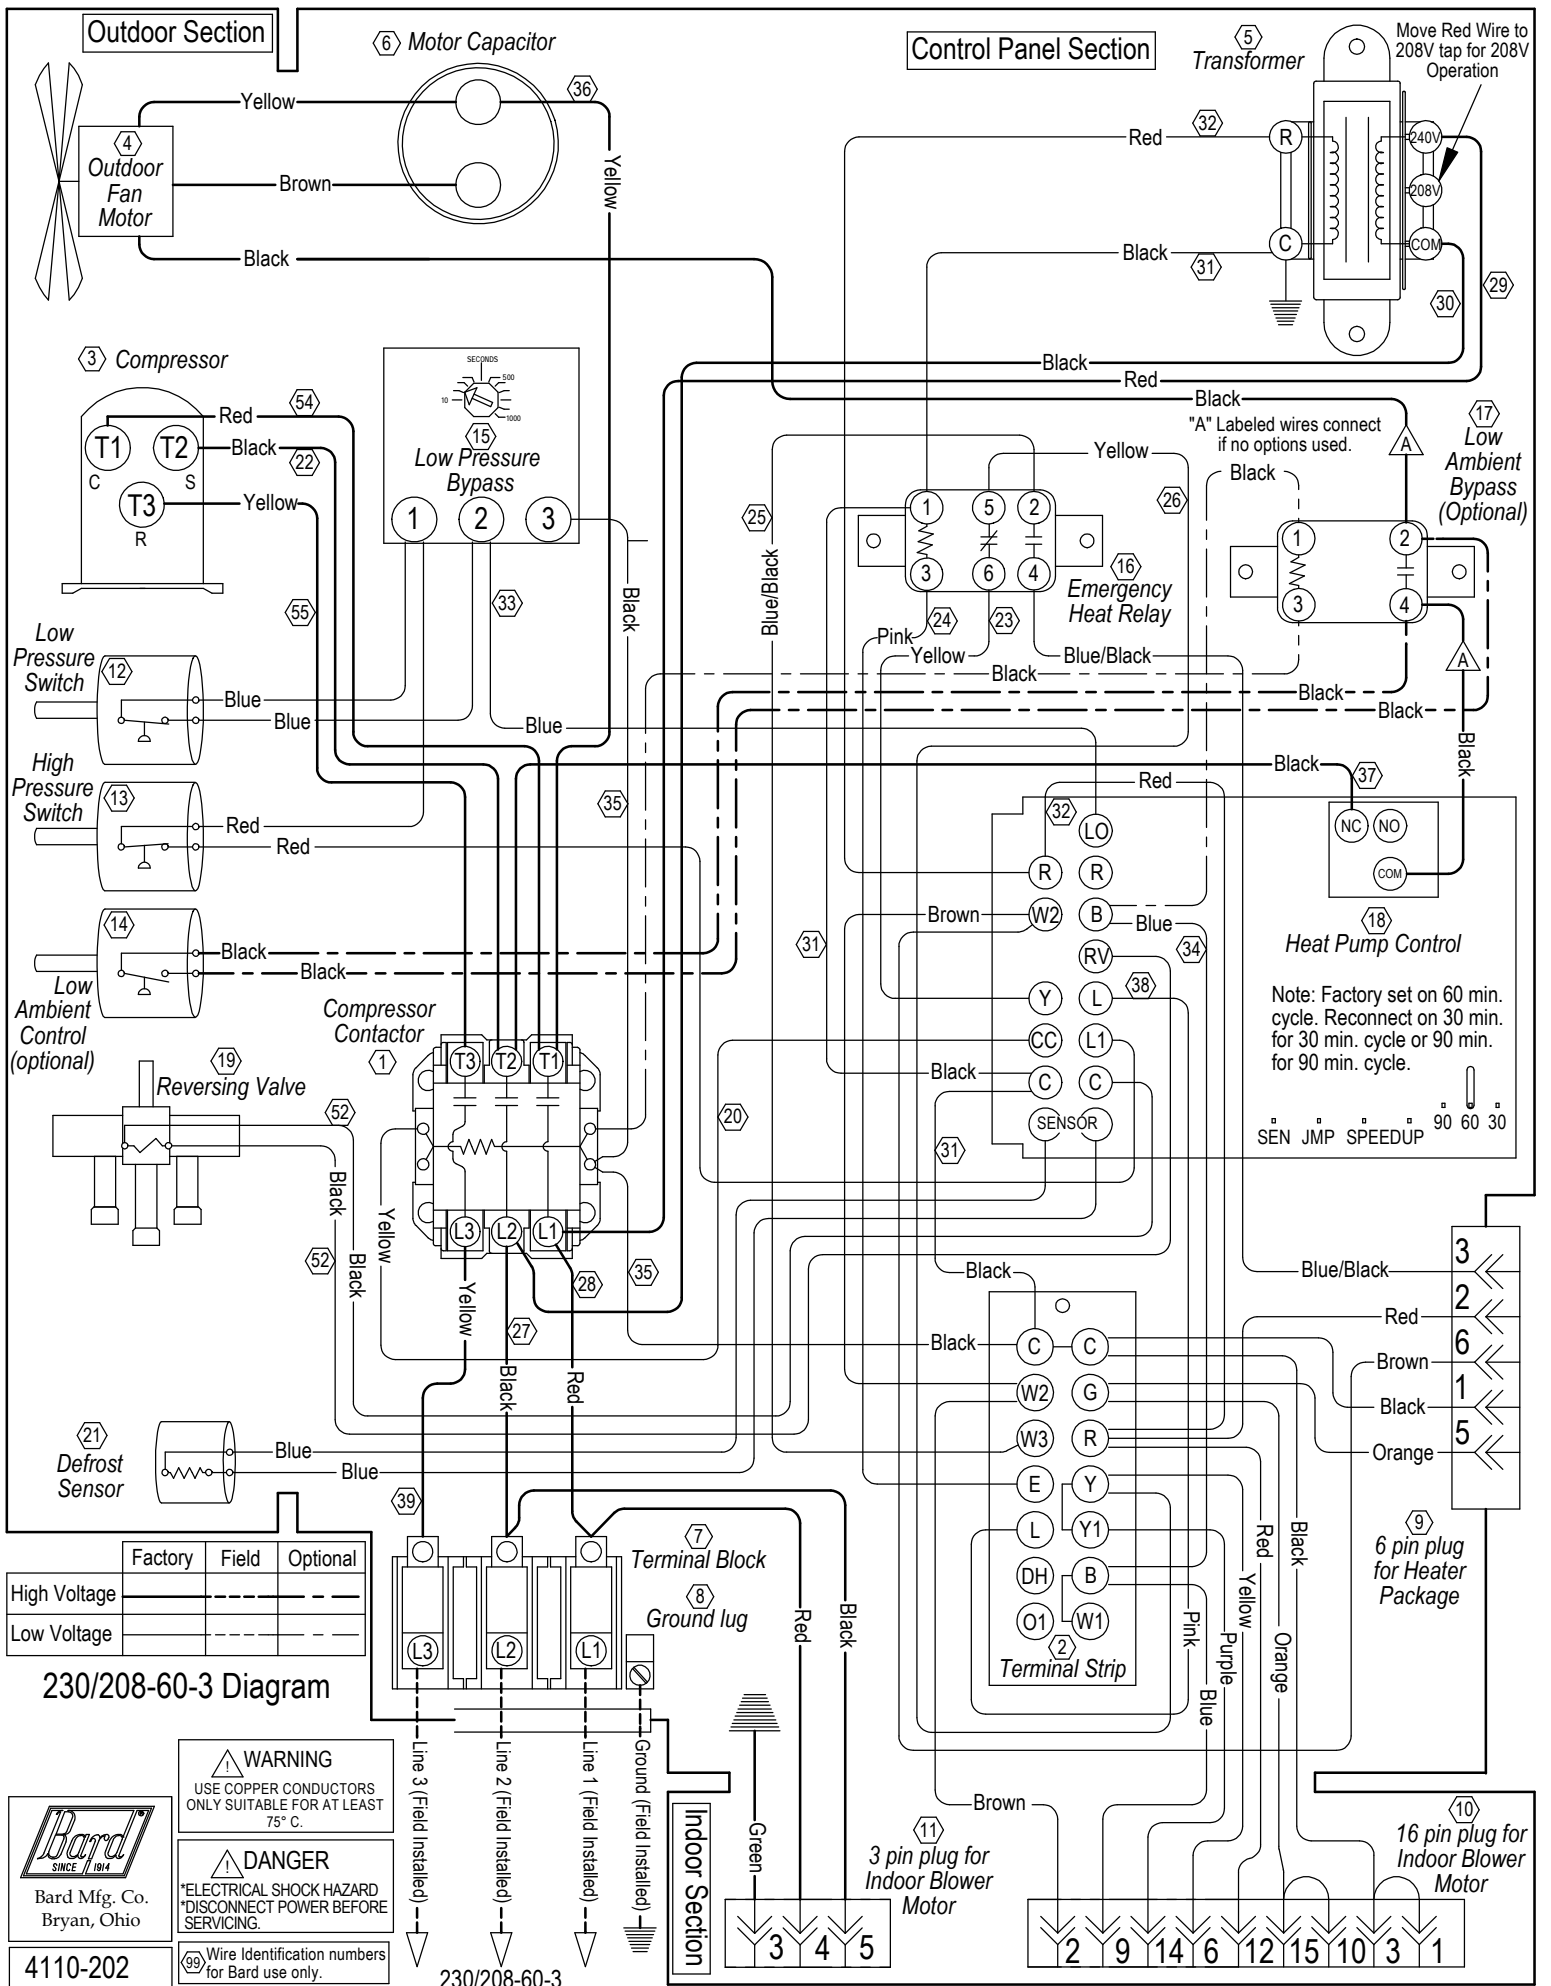 Outdoor Section
6 Motor Capacitor
Control Panel Section
5
Transformer
Move Red Wire to
208V tap for 208V
Operation
4
Outdoor
Fan
Motor
Yellow
Brown
Black
36
Yellow
Red
32
R
C
240V
208V
COM
Black
31
30
29
Black
Red
Black
3 Compressor
T1
T2
T3
C
S
R
Red
54
Black
22
Yellow
55
SECONDS
10
500
1000
15
Low Pressure
Bypass
1 2 3
33
Black
35
25
Blue/Black
Yellow
26
1 5 2
3 6 4
16
Emergency
Heat Relay
24
23
Pink
Yellow
Blue/Black
Black
"A" Labeled wires connect
if no options used.
Black
A
17
Low
Ambient
Bypass
(Optional)
1 2
3 4
A
Black
Black
Black
Low
Pressure
Switch
12
Blue
Blue
Blue
High
Pressure
Switch
13
Red
Red
14
Low
Ambient
Control
(optional)
Black
Black
Black
37
Red
32
LO
R R
W2 B
RV
Y L
CC L1
C C
SENSOR
Brown
Blue
34
38
31
Black
20
31
NC NO
COM
18
Heat Pump Control
Note: Factory set on 60 min.
cycle. Reconnect on 30 min.
for 30 min. cycle or 90 min.
for 90 min. cycle.
SEN JMP SPEEDUP 90 60 30
Compressor
Contactor
1
T3 T2 T1
L3 L2 L1
19
Reversing Valve
52
52
Black
Black
Yellow
Yellow
28
35
27
Black
Red
39
21
Defrost
Sensor
Blue
Blue
Black
Black
C C
W2 G
W3 R
E Y
L Y1
DH B
O1 W1
2
Terminal Strip
3
2
6
1
5
Blue/Black
Red
Brown
Black
Orange
9
6 pin plug
for Heater
Package
7
Terminal Block
8
Ground lug
L3 L2 L1
Red
Black
Pink
Purple
Blue
Yellow
Red
Orange
Black
Factory Field Optional
High Voltage
Low Voltage
230/208-60-3 Diagram
WARNING
USE COPPER CONDUCTORS
ONLY SUITABLE FOR AT LEAST
75° C.
DANGER
*ELECTRICAL SHOCK HAZARD
*DISCONNECT POWER BEFORE
SERVICING.
Bard
SINCE 1914
Bard Mfg. Co.
Bryan, Ohio
4110-202
99 Wire Identification numbers
for Bard use only.
Line 3 (Field Installed)
Line 2 (Field Installed)
Line 1 (Field Installed)
Ground (Field Installed)
230/208-60-3
Indoor Section
Green
11
3 pin plug for
Indoor Blower
Motor
3 4 5
Brown
10
16 pin plug for
Indoor Blower
Motor
2 9 14 6 12 15 10 3 1